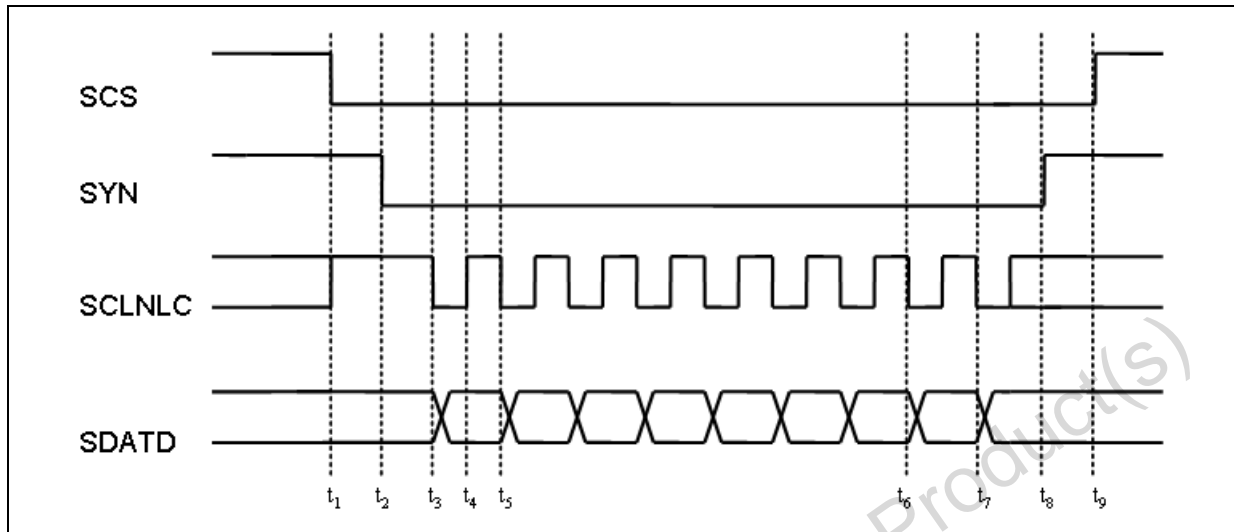 SCS
SYN
SCLNLC
SDATD
t1 t2 t3 t4 t5 t6 t7 t8 t9
Product(s)